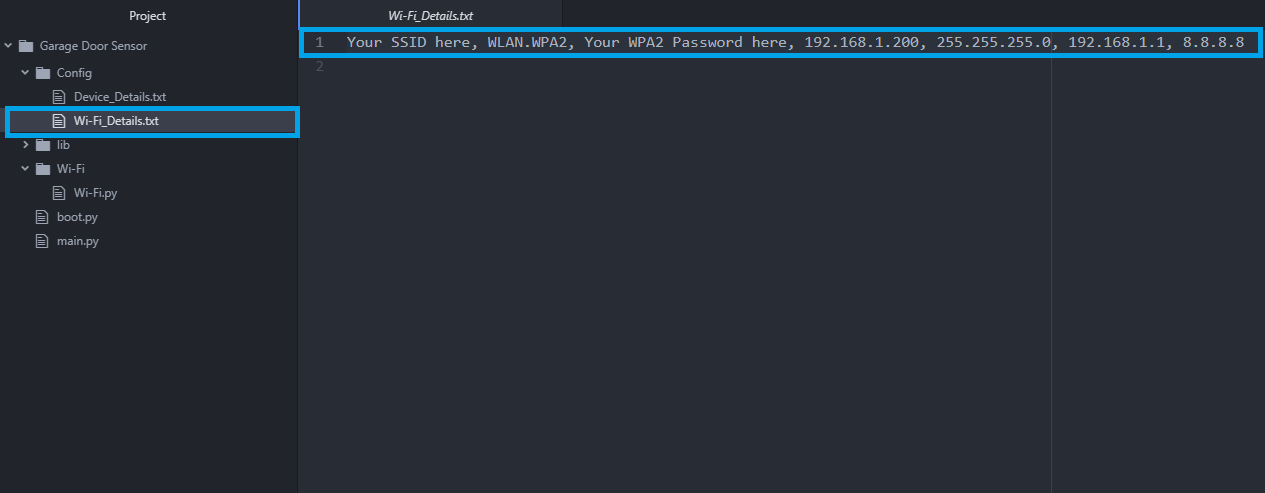 Project
Garage Door Sensor
Config
Device_Details.txt
Wi-Fi_Details.txt
lib
Wi-Fi
Wi-Fi.py
boot.py
main.py
Wi-Fi_Details.txt
1 Your SSID here, WLAN.WPA2, Your WPA2 Password here, 192.168.1.200, 255.255.255.0, 192.168.1.1, 8.8.8.8
2